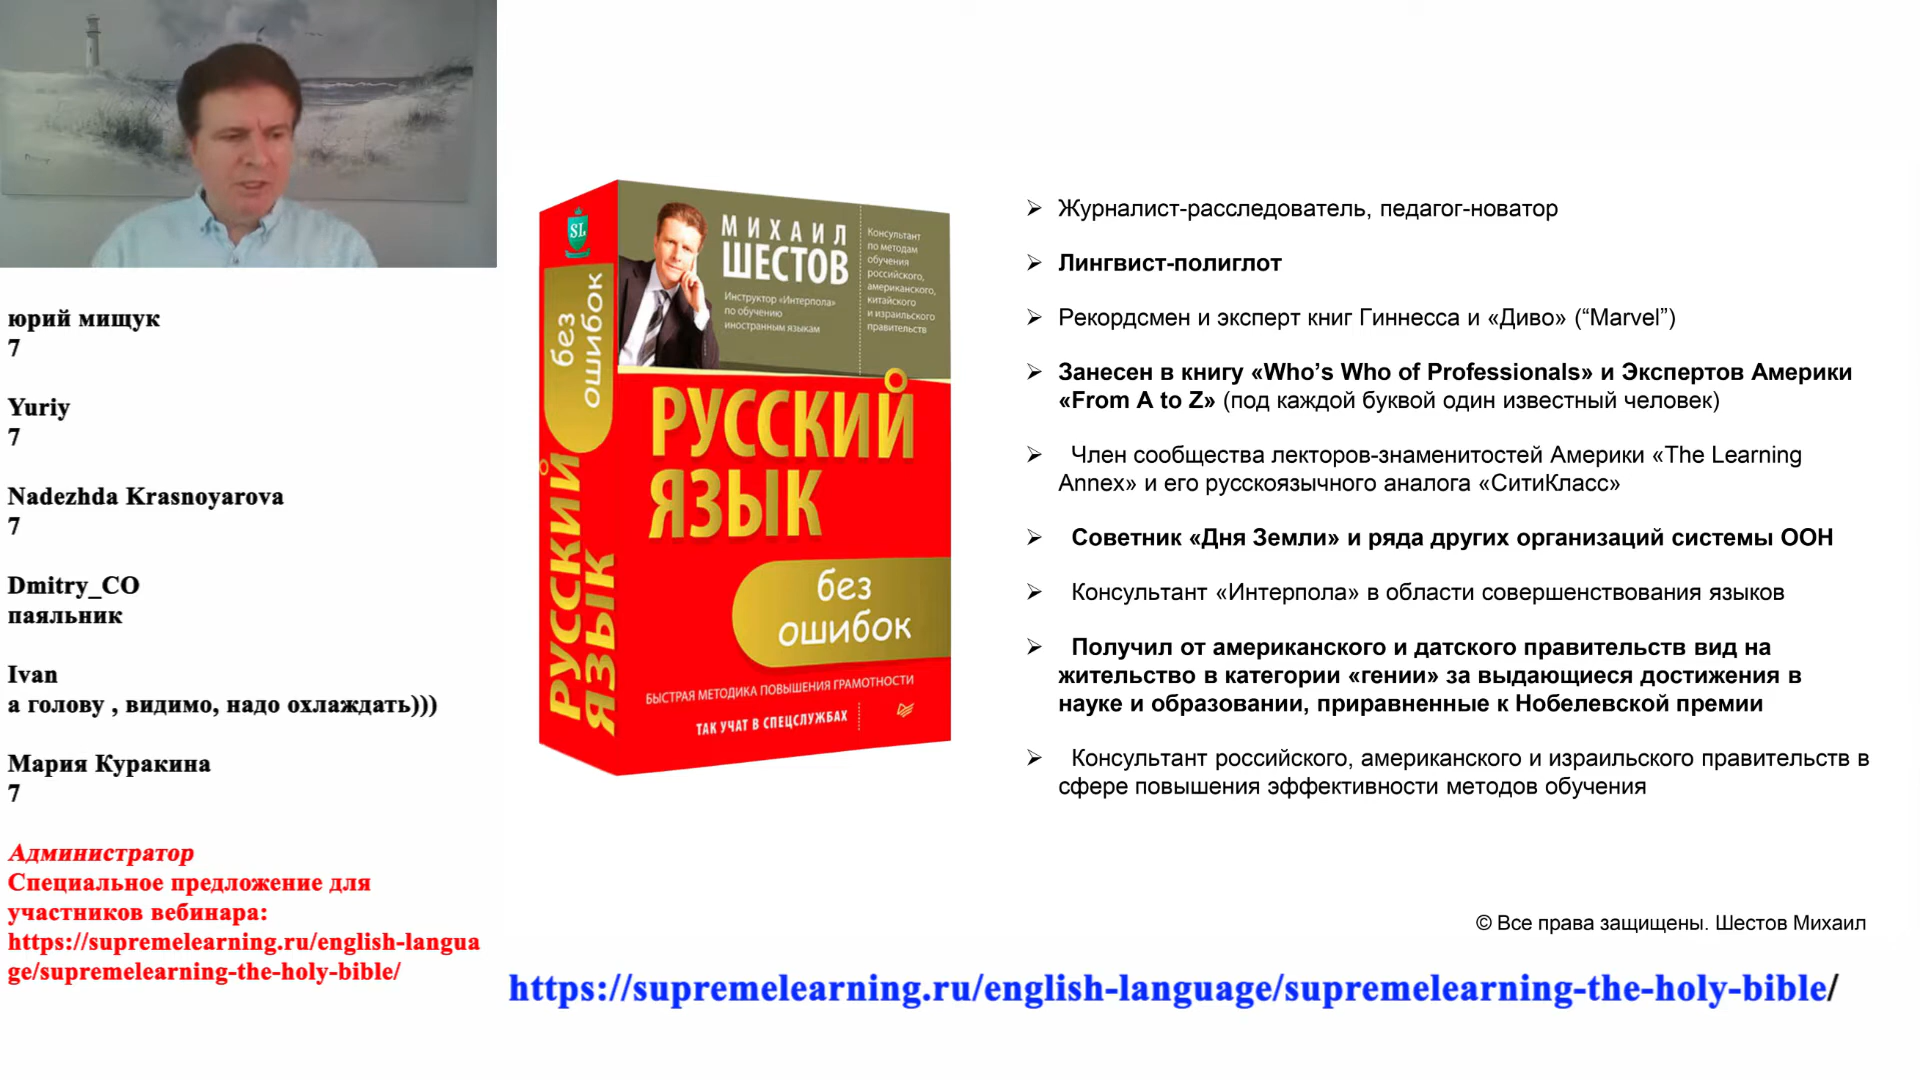 юрий мищук
7
Yuriy
7
Nadezhda Krasnoyarova
7
Dmitry_CO
паяльник
Ivan
а голову , видимо, надо охлаждать)))
Мария Куракина
7
Администратор
Специальное предложение для
участников вебинара:
https://supremelearning.ru/english-langua
ge/supremelearning-the-holy-bible/
SL
РУССКИЙ
ЯЗЫК
без
ошибок
МИХАИЛ
ШЕСТОВ
Инструктор «Интерпола»
по обучению
иностранным языкам
Консультант
по методам
обучения
российского,
американского,
китайского
и израильского
правительств
РУССКИЙ
ЯЗЫК
без
ошибок
БЫСТРАЯ МЕТОДИКА ПОВЫШЕНИЯ ГРАМОТНОСТИ
ТАК УЧАТ В СПЕЦСЛУЖБАХ
➢ Журналист-расследователь, педагог-новатор
➢ Лингвист-полиглот
➢ Рекордсмен и эксперт книг Гиннесса и «Диво» (“Marvel”)
➢ Занесен в книгу «Who’s Who of Professionals» и Экспертов Америки
«From A to Z» (под каждой буквой один известный человек)
➢ Член сообщества лекторов-знаменитостей Америки «The Learning
Annex» и его русскоязычного аналога «СитиКласс»
➢ Советник «Дня Земли» и ряда других организаций системы ООН
➢ Консультант «Интерпола» в области совершенствования языков
➢ Получил от американского и датского правительств вид на
жительство в категории «гении» за выдающиеся достижения в
науке и образовании, приравненные к Нобелевской премии
➢ Консультант российского, американского и израильского правительств в
сфере повышения эффективности методов обучения
© Все права защищены. Шестов Михаил
https://supremelearning.ru/english-language/supremelearning-the-holy-bible/